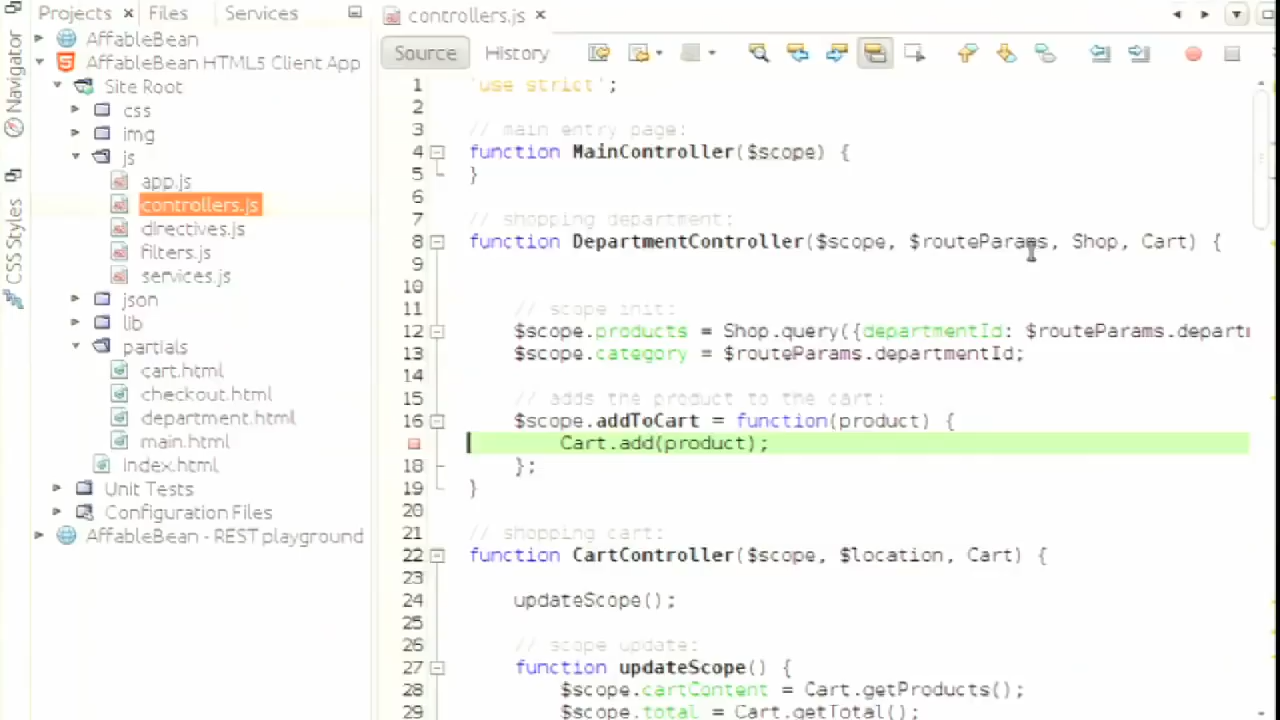 Projects Files Services
Navigator
CSS Styles
AffableBean
AffableBean HTML5 Client App
Site Root
css
img
js
app.js
controllers.js
directives.js
filters.js
services.js
json
lib
partials
cart.html
checkout.html
department.html
main.html
index.html
Unit Tests
Configuration Files
AffableBean - REST playground
controllers.js
Source History
1 'use strict';
2
3 // main entry page:
4 function MainController($scope) {
5 }
6
7 // shopping department:
8 function DepartmentController($scope, $routeParams, Shop, Cart) {
9
10
11 // scope init:
12 $scope.products = Shop.query({departmentId: $routeParams.depart
13 $scope.category = $routeParams.departmentId;
14
15 // adds the product to the cart:
16 $scope.addToCart = function(product) {
Cart.add(product);
18 };
19 }
20
21 // shopping cart:
22 function CartController($scope, $location, Cart) {
23
24 updateScope();
25
26 // scope update:
27 function updateScope() {
28 $scope.cartContent = Cart.getProducts();
29 $scope.total = Cart.getTotal();